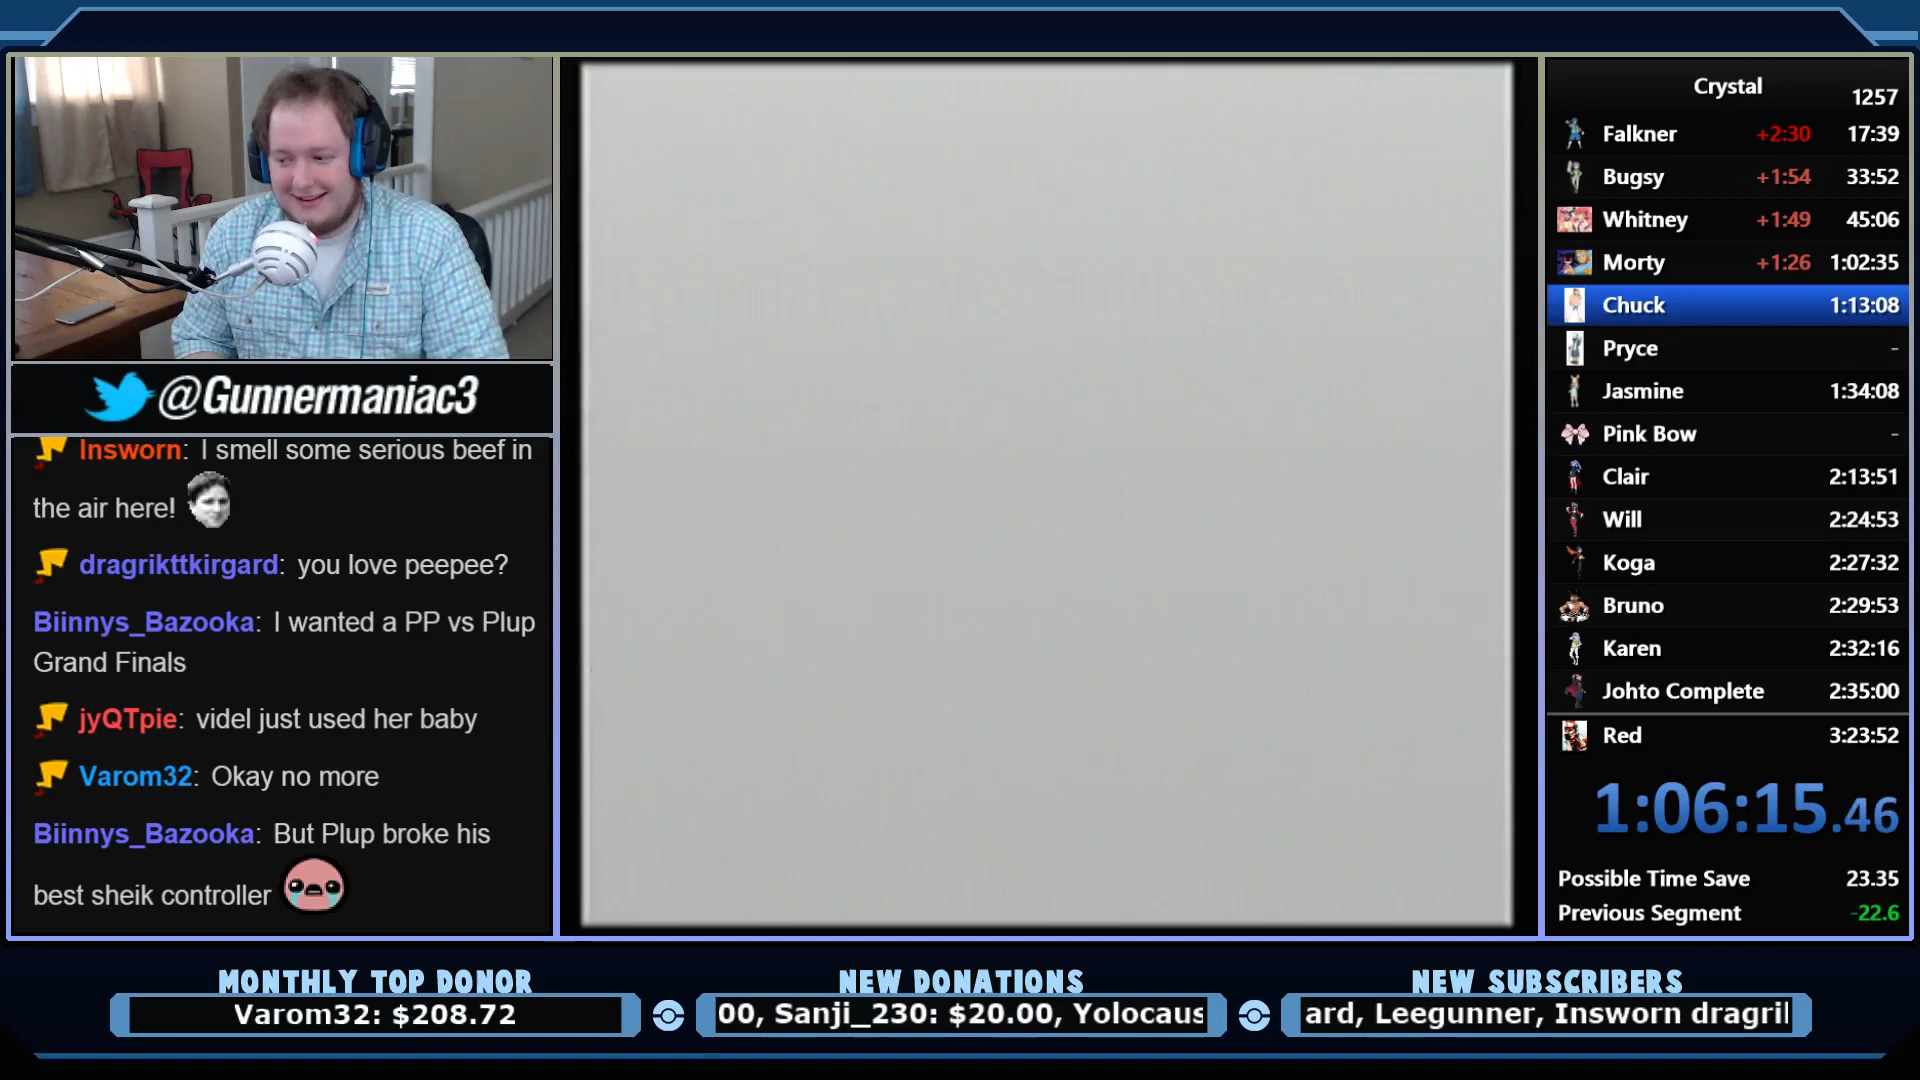 @Gunnermaniac3
Insworn: I smell some serious beef in
the air here!
dragrikttkirgard: you love peepee?
Biinnys_Bazooka: I wanted a PP vs Plup
Grand Finals
jyQTpie: videl just used her baby
Varom32: Okay no more
Biinnys_Bazooka: But Plup broke his
best sheik controller
Crystal
1257
Falkner +2:30 17:39
Bugsy +1:54 33:52
Whitney +1:49 45:06
Morty +1:26 1:02:35
Chuck 1:13:08
Pryce -
Jasmine 1:34:08
Pink Bow -
Clair 2:13:51
Will 2:24:53
Koga 2:27:32
Bruno 2:29:53
Karen 2:32:16
Johto Complete 2:35:00
Red 3:23:52
1:06:15.46
Possible Time Save 23.35
Previous Segment -22.6
MONTHLY TOP DONOR
Varom32: $208.72
NEW DONATIONS
00, Sanji_230: $20.00, Yolocaus
NEW SUBSCRIBERS
ard, Leegunner, Insworn dragril